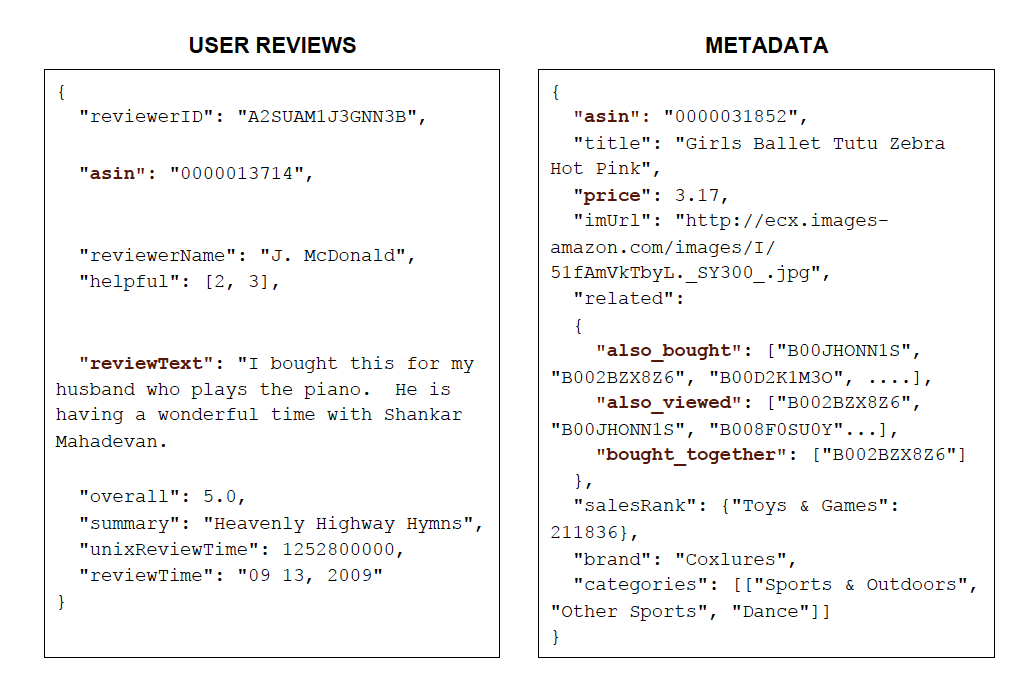 USER REVIEWS
{
"reviewerID": "A2SUAM1J3GNN3B",
"asin": "0000013714",
"reviewerName": "J. McDonald",
"helpful": [2, 3],
"reviewText": "I bought this for my
husband who plays the piano.  He is
having a wonderful time with Shankar
Mahadevan.
"overall": 5.0,
"summary": "Heavenly Highway Hymns",
"unixReviewTime": 1252800000,
"reviewTime": "09 13, 2009"
}
METADATA
{
"asin": "0000031852",
"title": "Girls Ballet Tutu Zebra
Hot Pink",
"price": 3.17,
"imUrl": "http://ecx.images-
amazon.com/images/I/
51fAmVkTbyL._SY300_.jpg",
"related":
{
"also_bought": ["B00JHONN1S",
"B002BZX8Z6", "B00D2K1M3O", ....],
"also_viewed": ["B002BZX8Z6",
"B00JHONN1S", "B008F0SU0Y"...],
"bought_together": ["B002BZX8Z6"]
},
"salesRank": {"Toys & Games":
211836},
"brand": "Coxlures",
"categories": [["Sports & Outdoors",
"Other Sports", "Dance"]]
}